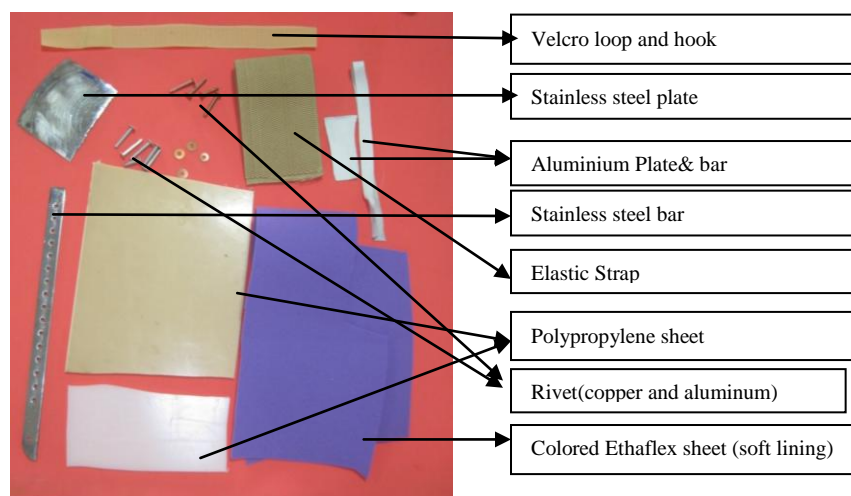 Velcro loop and hook
Stainless steel plate
Aluminium Plate& bar
Stainless steel bar
Elastic Strap
Polypropylene sheet
Rivet(copper and aluminum)
Colored Ethaflex sheet (soft lining)